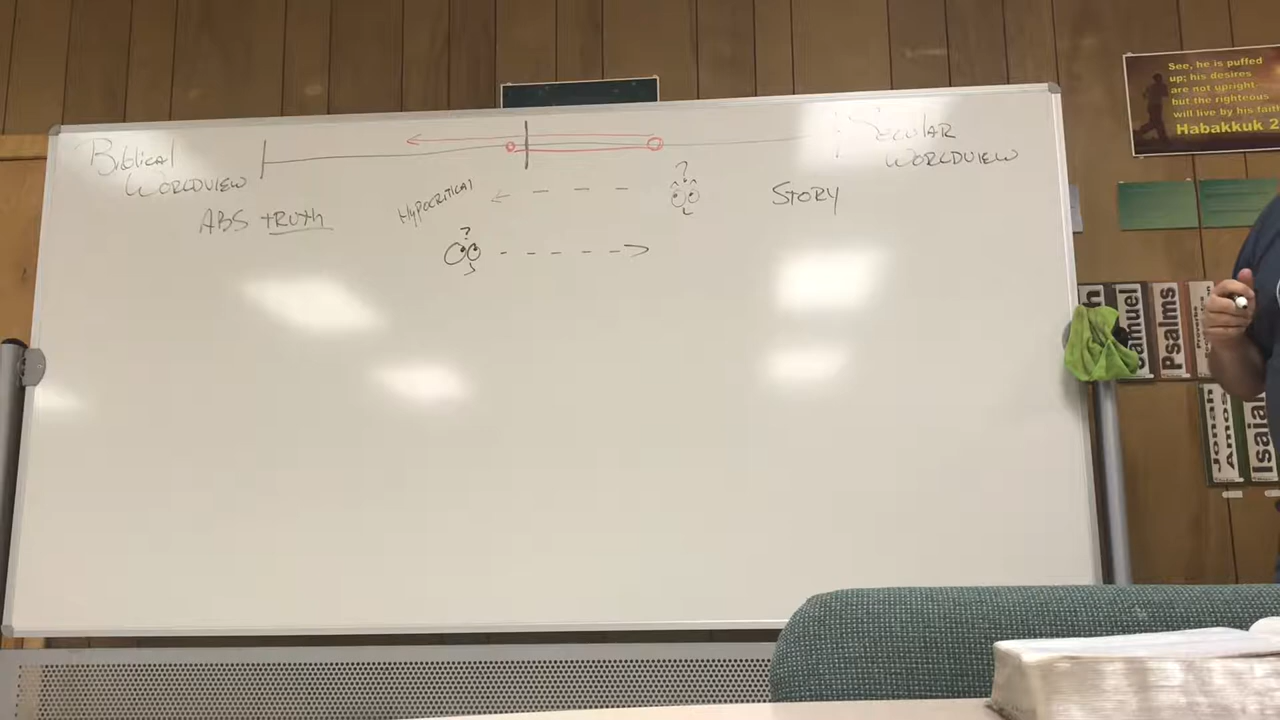 Biblical
WORLDVIEW
ABS tRUth
HYPOCRITICAL
?
?
STORY
SECULAR
WORLDVIEW
See, he is puffed
up; his desires
are not upright-
but the righteous
will live by his faith
Habakkuk 2
Samuel
Psalms
Proverbs
Jonah
Amos
Isaiah